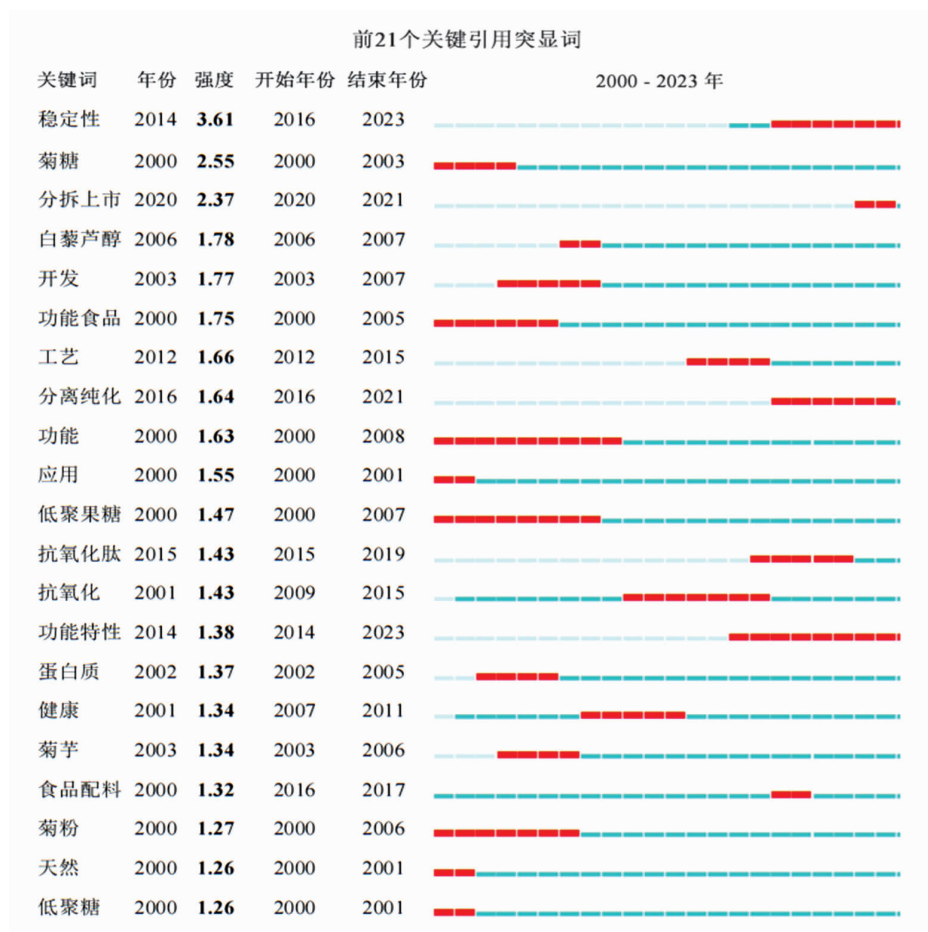 前21个关键引用突显词
关键词 年份 强度 开始年份 结束年份 2000 - 2023 年
稳定性 2014 3.61 2016 2023
菊糖 2000 2.55 2000 2003
分拆上市 2020 2.37 2020 2021
白藜芦醇 2006 1.78 2006 2007
开发 2003 1.77 2003 2007
功能食品 2000 1.75 2000 2005
工艺 2012 1.66 2012 2015
分离纯化 2016 1.64 2016 2021
功能 2000 1.63 2000 2008
应用 2000 1.55 2000 2001
低聚果糖 2000 1.47 2000 2007
抗氧化肽 2015 1.43 2015 2019
抗氧化 2001 1.43 2009 2015
功能特性 2014 1.38 2014 2023
蛋白质 2002 1.37 2002 2005
健康 2001 1.34 2007 2011
菊芋 2003 1.34 2003 2006
食品配料 2000 1.32 2016 2017
菊粉 2000 1.27 2000 2006
天然 2000 1.26 2000 2001
低聚糖 2000 1.26 2000 2001